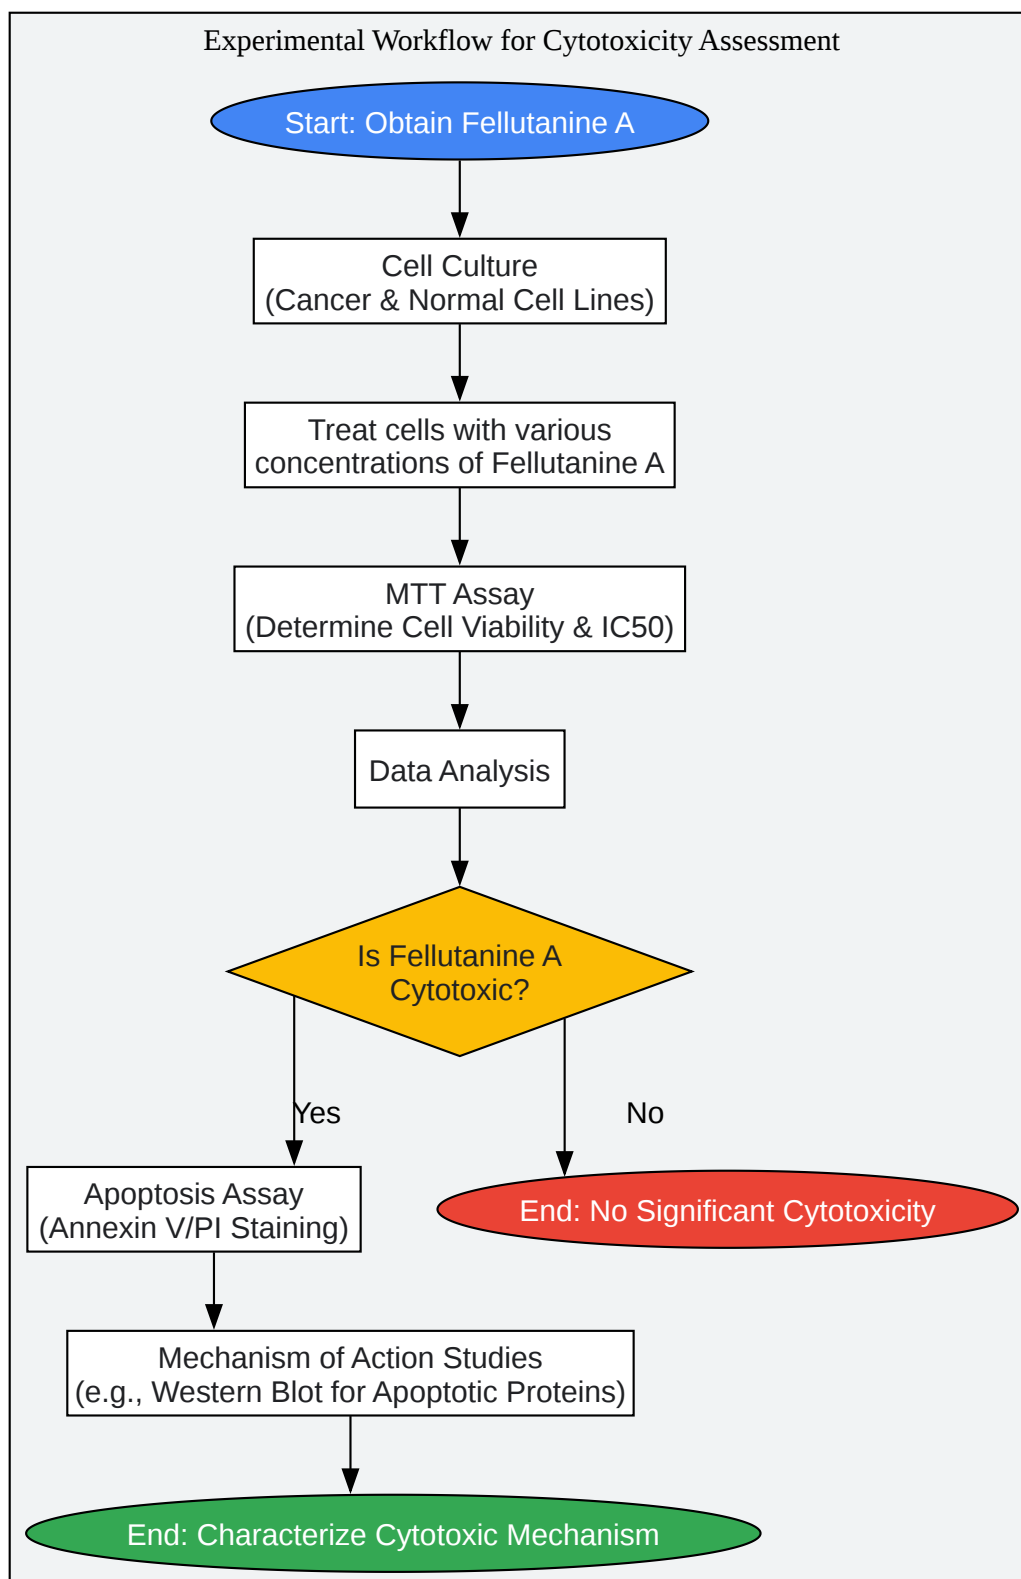 Experimental Workflow for Cytotoxicity Assessment
Start: Obtain Fellutanine A
Cell Culture
(Cancer & Normal Cell Lines)
Treat cells with various
concentrations of Fellutanine A
MTT Assay
(Determine Cell Viability & IC50)
Data Analysis
Is Fellutanine A
Cytotoxic?
Yes
No
Apoptosis Assay
(Annexin V/PI Staining)
End: No Significant Cytotoxicity
Mechanism of Action Studies
(e.g., Western Blot for Apoptotic Proteins)
End: Characterize Cytotoxic Mechanism